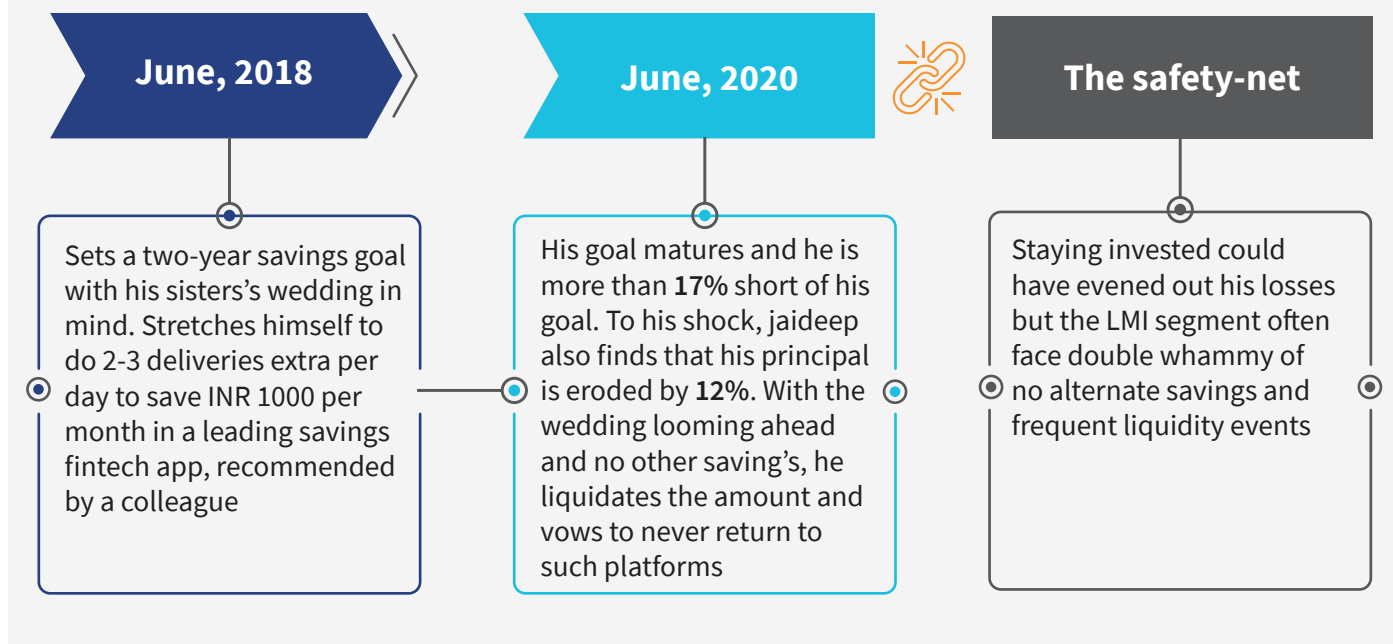 June, 2018
Sets a two-year savings goal
with his sisters's wedding in
mind. Stretches himself to
do 2-3 deliveries extra per
day to save INR 1000 per
month in a leading savings
fintech app, recommended
by a colleague
June, 2020
His goal matures and he is
more than 17% short of his
goal. To his shock, jaideep
also finds that his principal
is eroded by 12%. With the
wedding looming ahead
and no other saving’s, he
liquidates the amount and
vows to never return to
such platforms
The safety-net
Staying invested could
have evened out his losses
but the LMI segment often
face double whammy of
no alternate savings and
frequent liquidity events